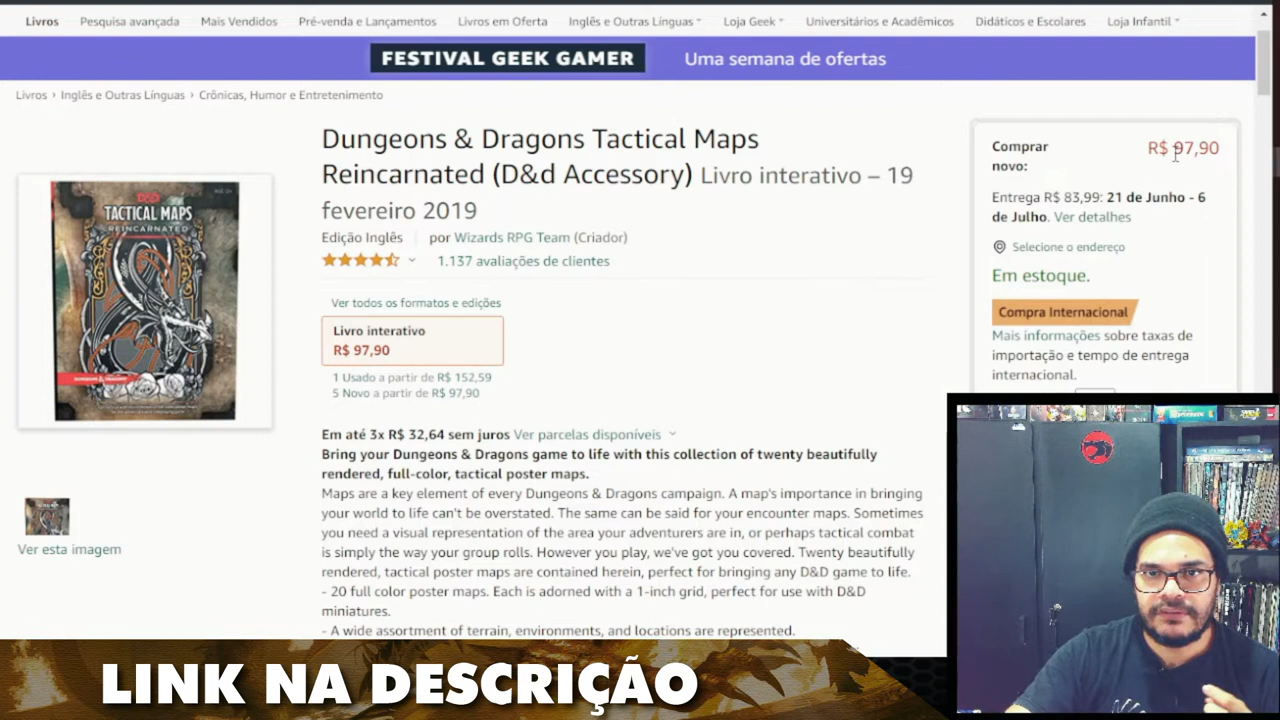 Livros Pesquisa avançada Mais Vendidos Pré-venda e Lançamentos Livros em Oferta Inglês e Outras Línguas Loja Geek Universitários e Acadêmicos Didáticos e Escolares Loja Infantil
FESTIVAL GEEK GAMER Uma semana de ofertas
Livros › Inglês e Outras Línguas › Crônicas, Humor e Entretenimento
Dungeons & Dragons Tactical Maps
Reincarnated (D&d Accessory) Livro interativo – 19
fevereiro 2019
Edição Inglês por Wizards RPG Team (Criador)
1.137 avaliações de clientes
D&D
TACTICAL MAPS
REINCARNATED
DUNGEONS & DRAGONS
Ver esta imagem
Ver todos os formatos e edições
Livro interativo
R$ 97,90
1 Usado a partir de R$ 152,59
5 Novo a partir de R$ 97,90
Em até 3x R$ 32,64 sem juros Ver parcelas disponíveis
Bring your Dungeons & Dragons game to life with this collection of twenty beautifully
rendered, full-color, tactical poster maps.
Maps are a key element of every Dungeons & Dragons campaign. A map's importance in bringing
your world to life can't be overstated. The same can be said for your encounter maps. Sometimes
you need a visual representation of the area your adventurers are in, or perhaps tactical combat
is simply the way your group rolls. However you play, we've got you covered. Twenty beautifully
rendered, tactical poster maps are contained herein, perfect for bringing any D&D game to life.
- 20 full color poster maps. Each is adorned with a 1-inch grid, perfect for use with D&D
miniatures.
- A wide assortment of terrain, environments, and locations are represented.
Comprar
novo:
R$ 97,90
Entrega R$ 83,99: 21 de Junho - 6
de Julho. Ver detalhes
Selecione o endereço
Em estoque.
Compra Internacional
Mais informações sobre taxas de
importação e tempo de entrega
internacional.
LINK NA DESCRIÇÃO